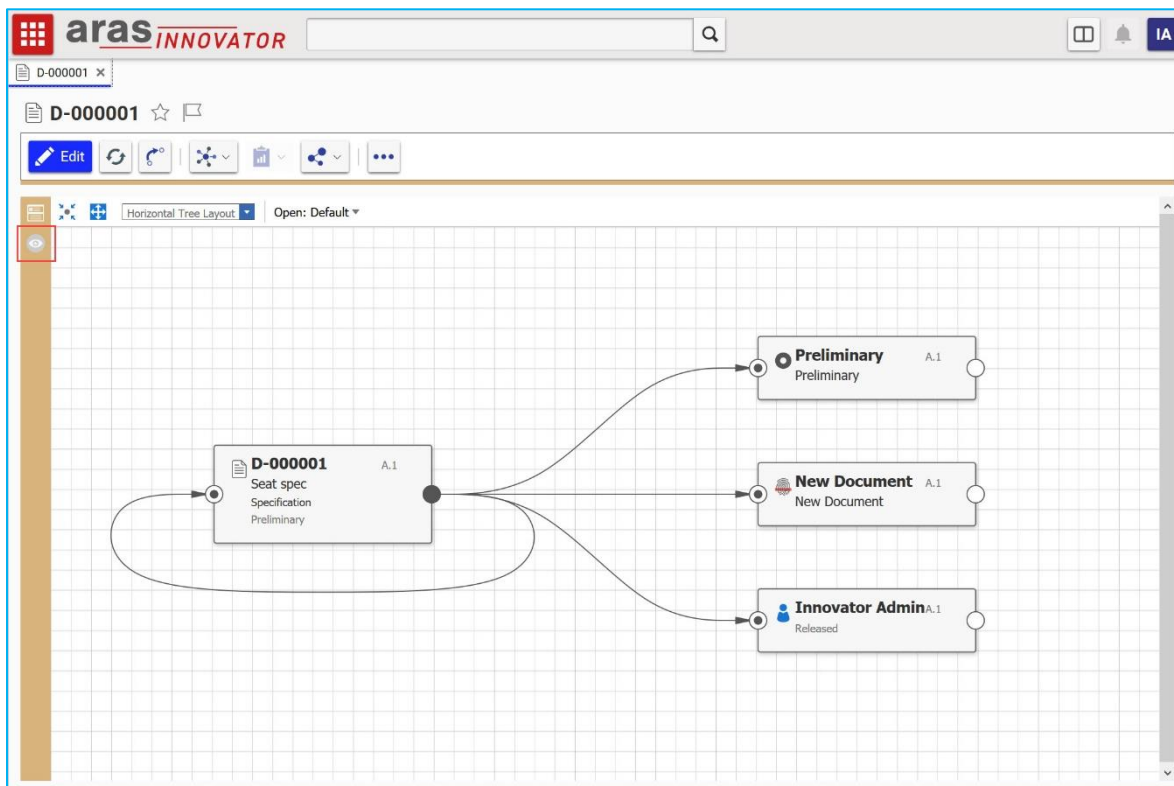 aras INNOVATOR
IA
D-000001
D-000001
Edit
Horizontal Tree Layout
Open: Default
Preliminary A.1
Preliminary
D-000001 A.1
Seat spec
Specification
Preliminary
New Document A.1
New Document
Innovator Admin A.1
Released